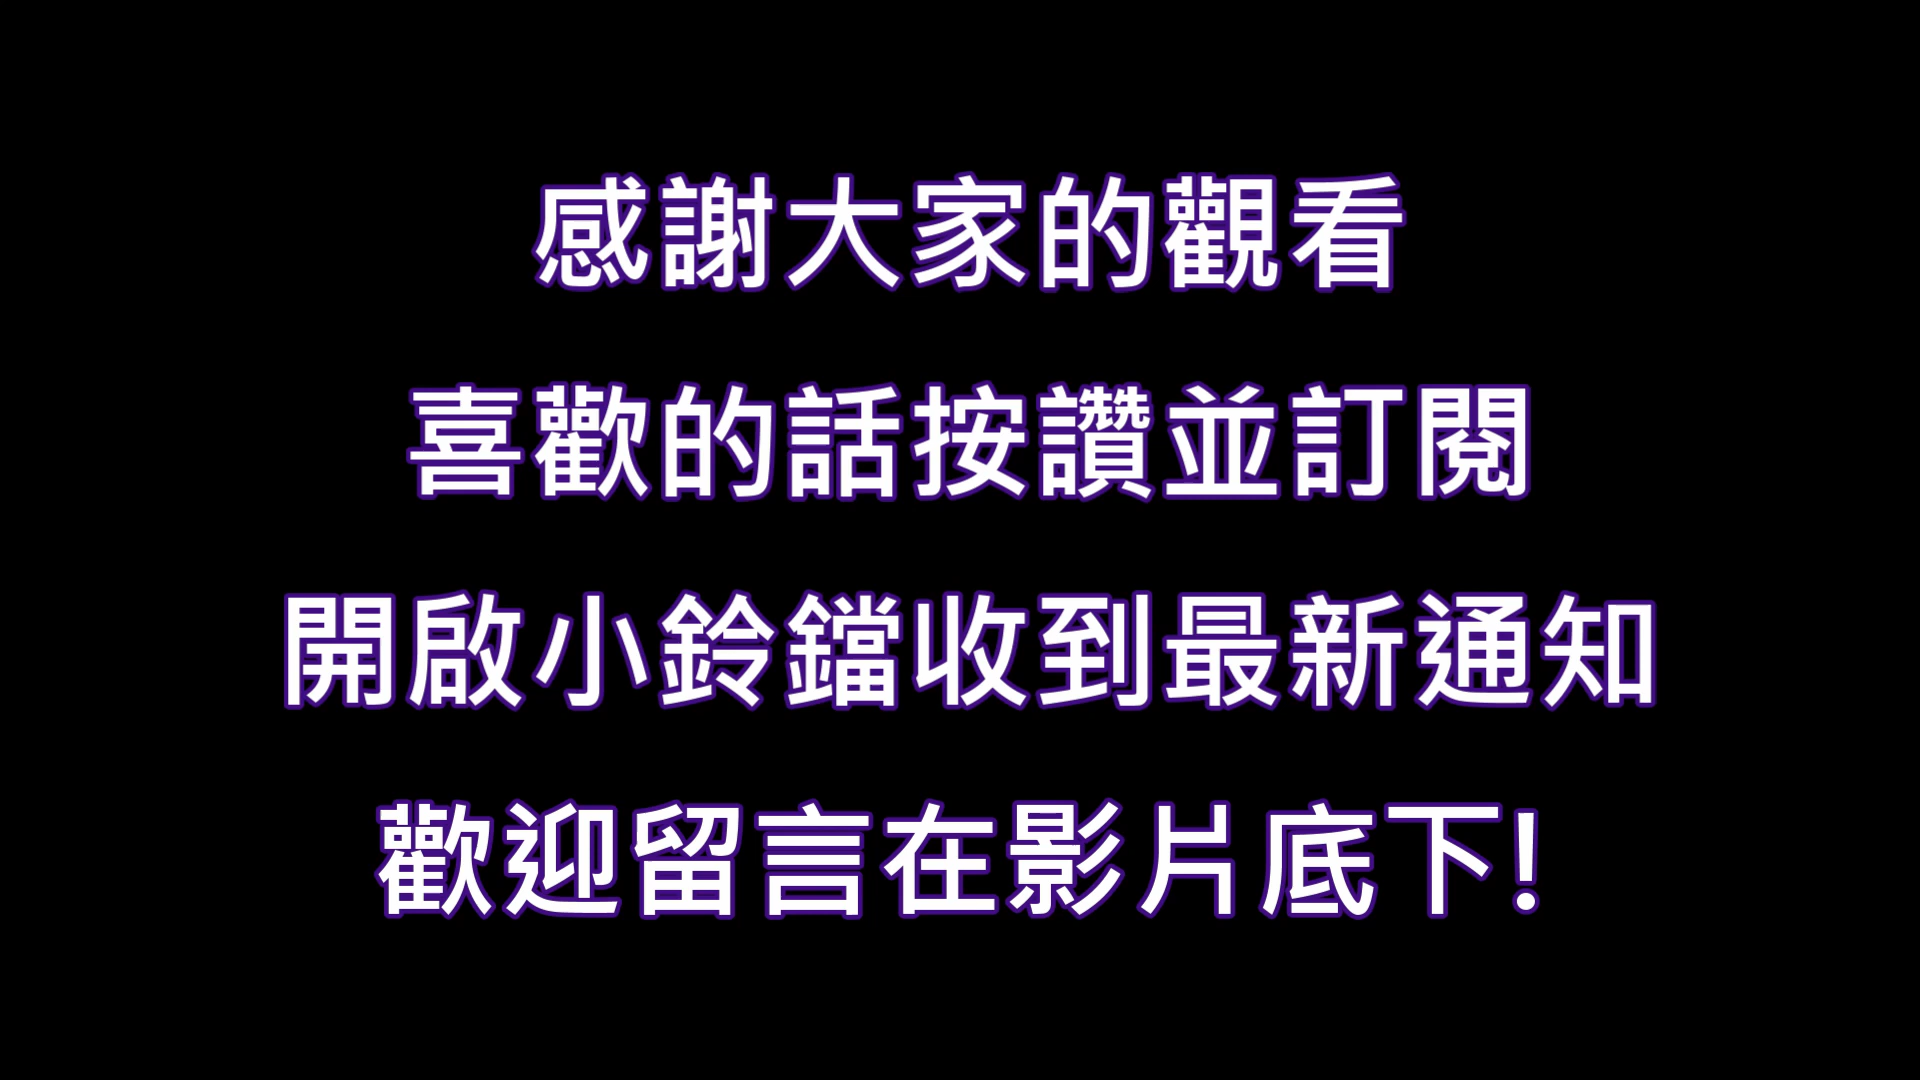 感謝大家的觀看
喜歡的話按讚並訂閱
開啟小鈴鐺收到最新通知
歡迎留言在影片底下!